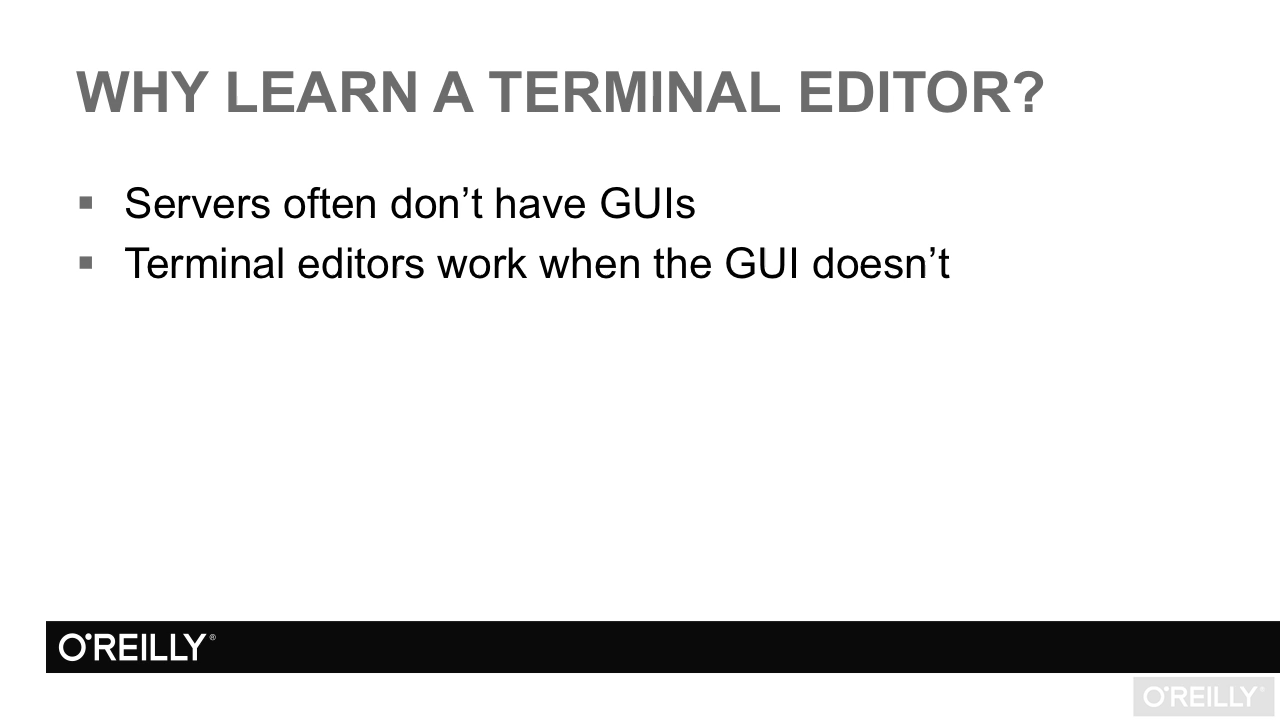 WHY LEARN A TERMINAL EDITOR?
▪ Servers often don’t have GUIs
▪ Terminal editors work when the GUI doesn’t
O'REILLY®
O'REILLY®